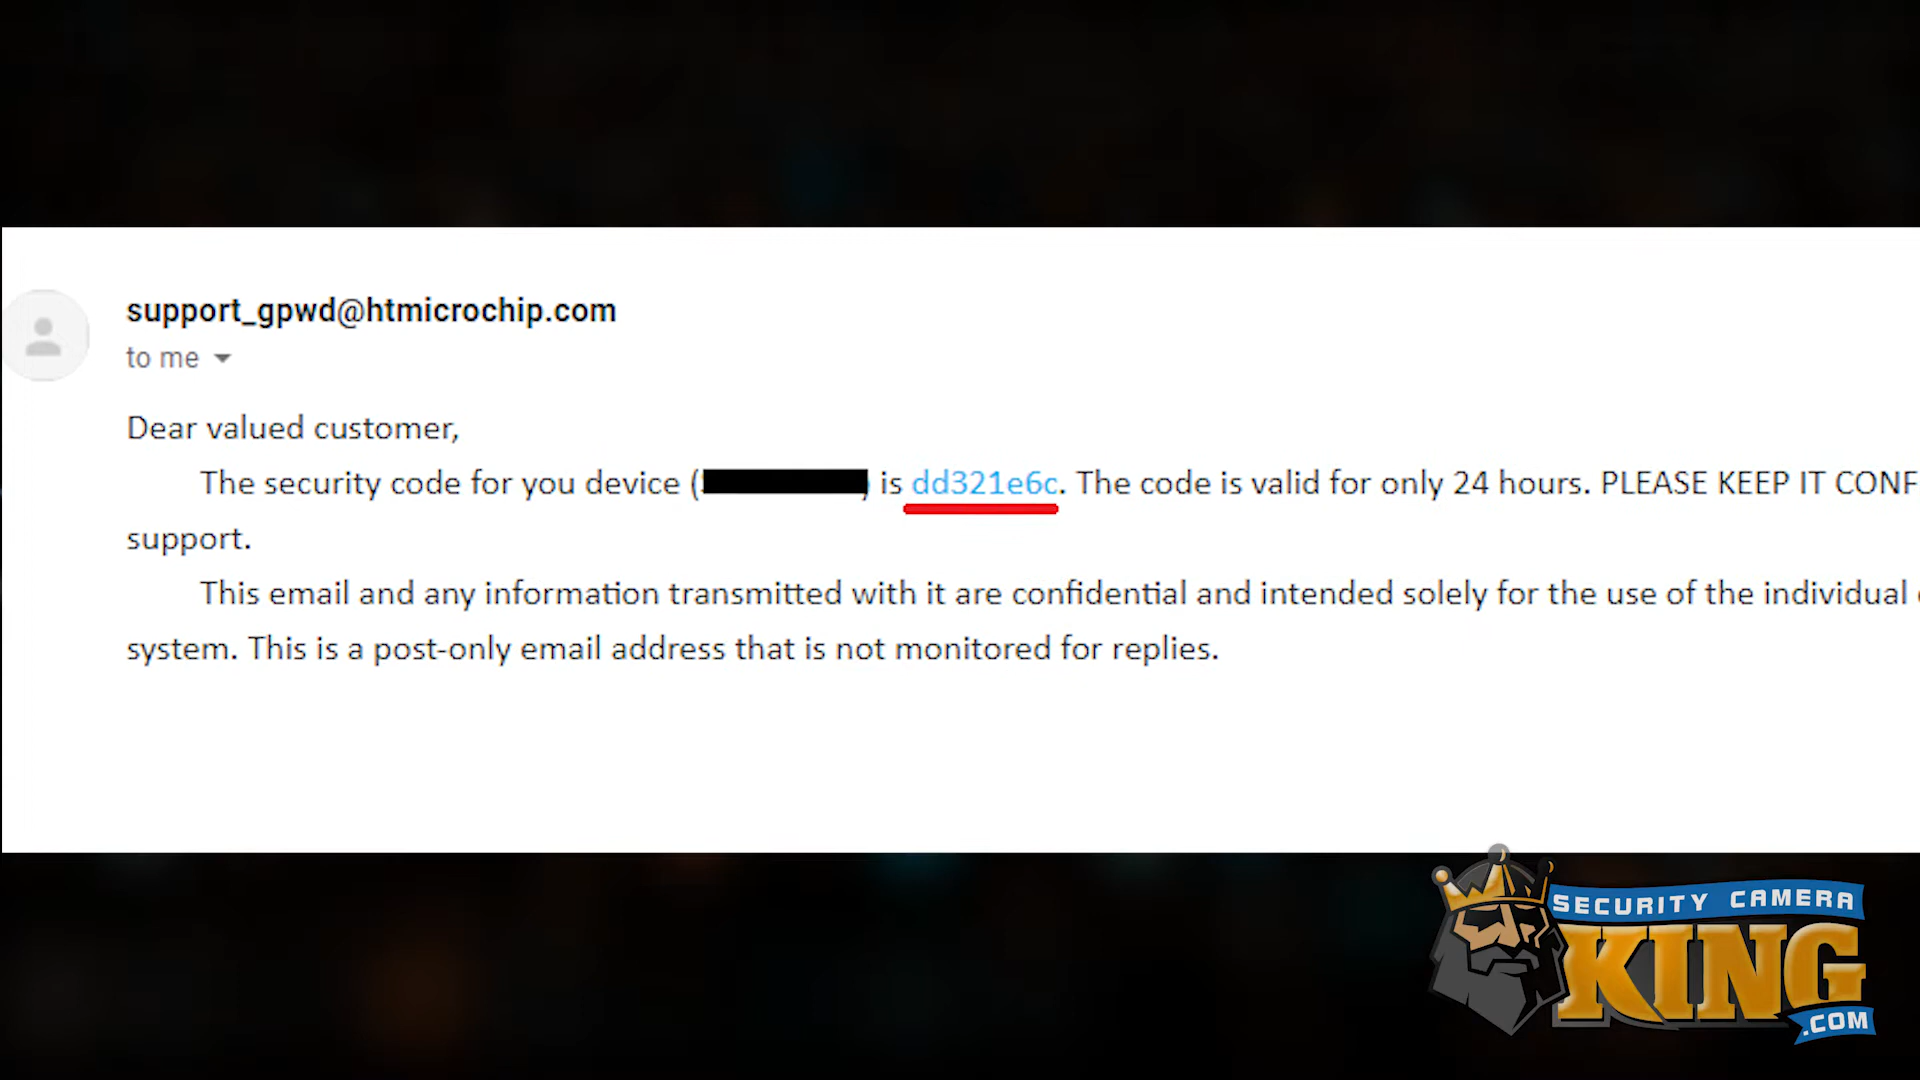 support_gpwd@htmicrochip.com
to me
Dear valued customer,
The security code for you device ( ) is dd321e6c. The code is valid for only 24 hours. PLEASE KEEP IT CONF
support.
This email and any information transmitted with it are confidential and intended solely for the use of the individual
system. This is a post-only email address that is not monitored for replies.
SECURITY CAMERA
KING
.COM